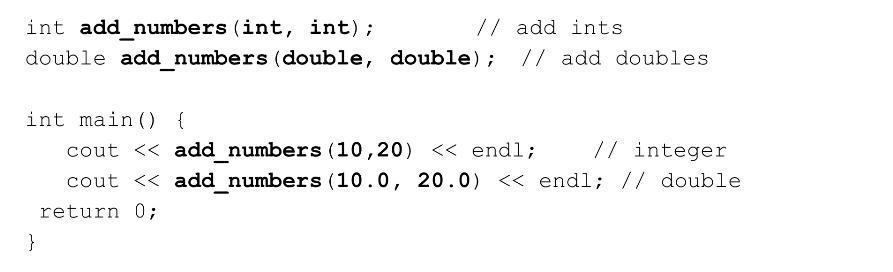 int add_numbers(int, int);        // add ints
double add_numbers(double, double);  // add doubles

int main() {
   cout << add_numbers(10,20) << endl;    // integer
   cout << add_numbers(10.0, 20.0) << endl; // double
 return 0;
}